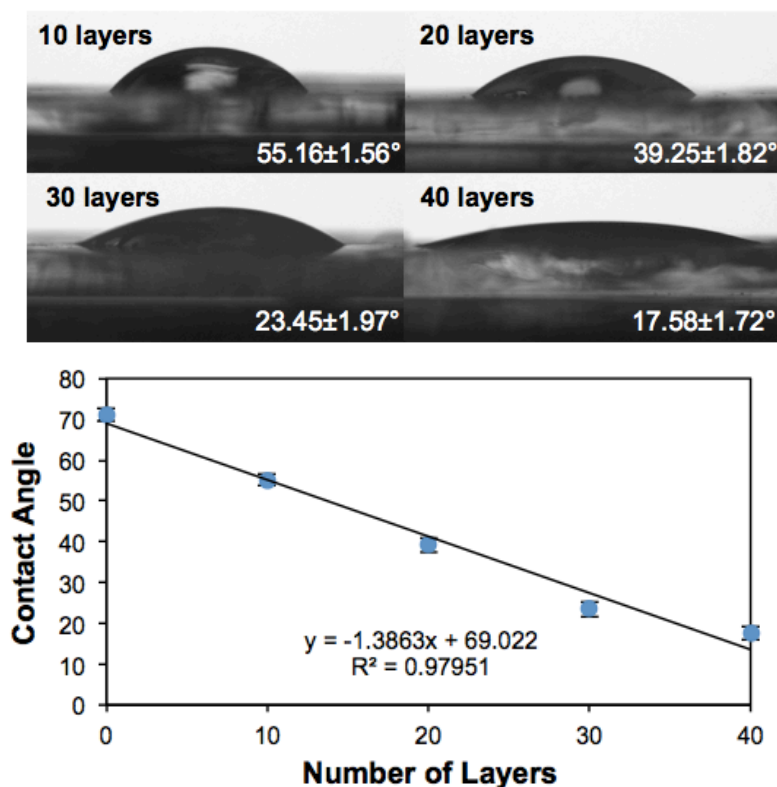 10 layers
20 layers
55.16±1.56°
39.25±1.82°
30 layers
40 layers
23.45±1.97°
17.58±1.72°
80
70
60
50
40
30
20
10
0
Contact Angle
y = -1.3863x + 69.022
R² = 0.97951
0 10 20 30 40
Number of Layers